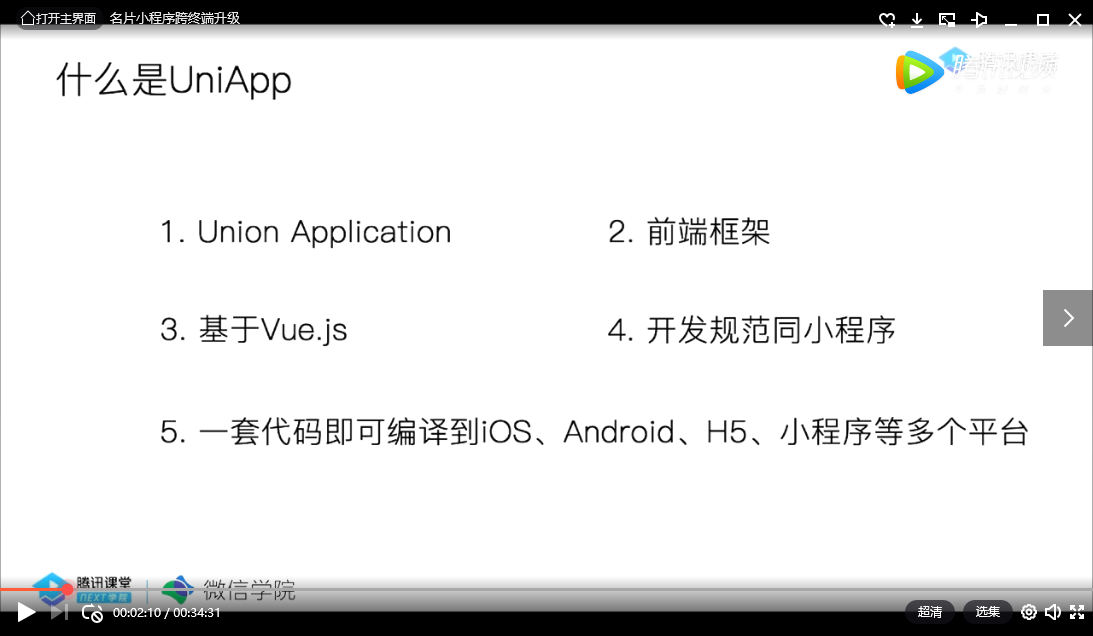 打开主界面 名片小程序跨终端升级
什么是UniApp
腾讯视频
1. Union Application
2. 前端框架
3. 基于Vue.js
4. 开发规范同小程序
5. 一套代码即可编译到iOS、Android、H5、小程序等多个平台
腾讯课堂
NEXT学院
微信学院
00:02:10 / 00:34:31
超清 选集